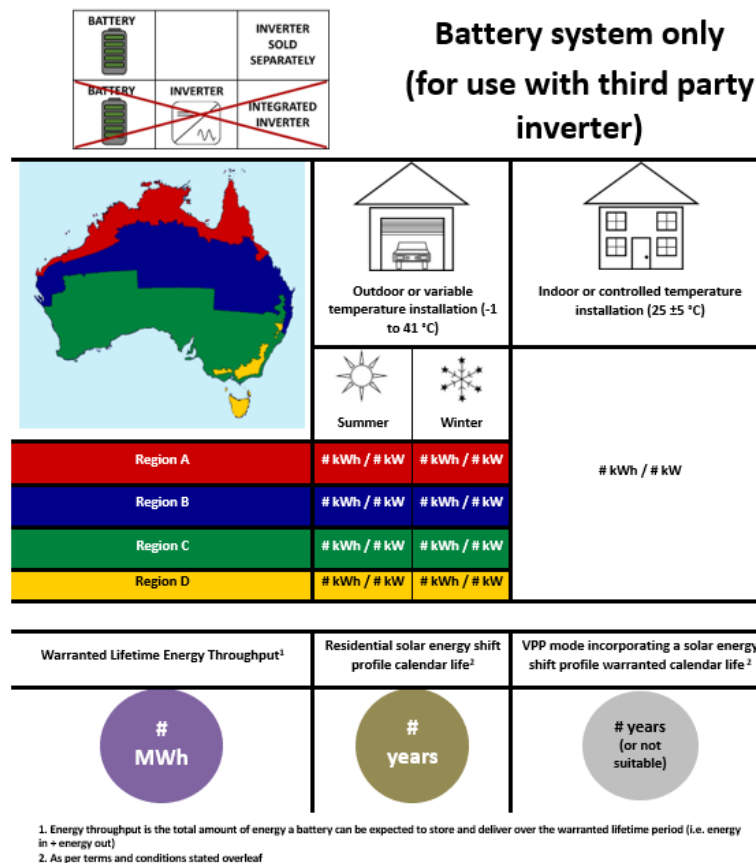 BATTERY
INVERTER
SOLD
SEPARATELY
BATTERY
INVERTER
INTEGRATED
INVERTER
Battery system only
(for use with third party
inverter)
Outdoor or variable
temperature installation (-1
to 41 °C)
Indoor or controlled temperature
installation (25 ±5 °C)
Summer
Winter
Region A
# kWh / # kW
# kWh / # kW
# kWh / # kW
Region B
# kWh / # kW
# kWh / # kW
Region C
# kWh / # kW
# kWh / # kW
Region D
# kWh / # kW
# kWh / # kW
Warranted Lifetime Energy Throughput¹
Residential solar energy shift
profile calendar life²
VPP mode incorporating a solar energy
shift profile warranted calendar life ²
#
MWh
#
years
# years
(or not
suitable)
1. Energy throughput is the total amount of energy a battery can be expected to store and deliver over the warranted lifetime period (i.e. energy
in + energy out)
2. As per terms and conditions stated overleaf